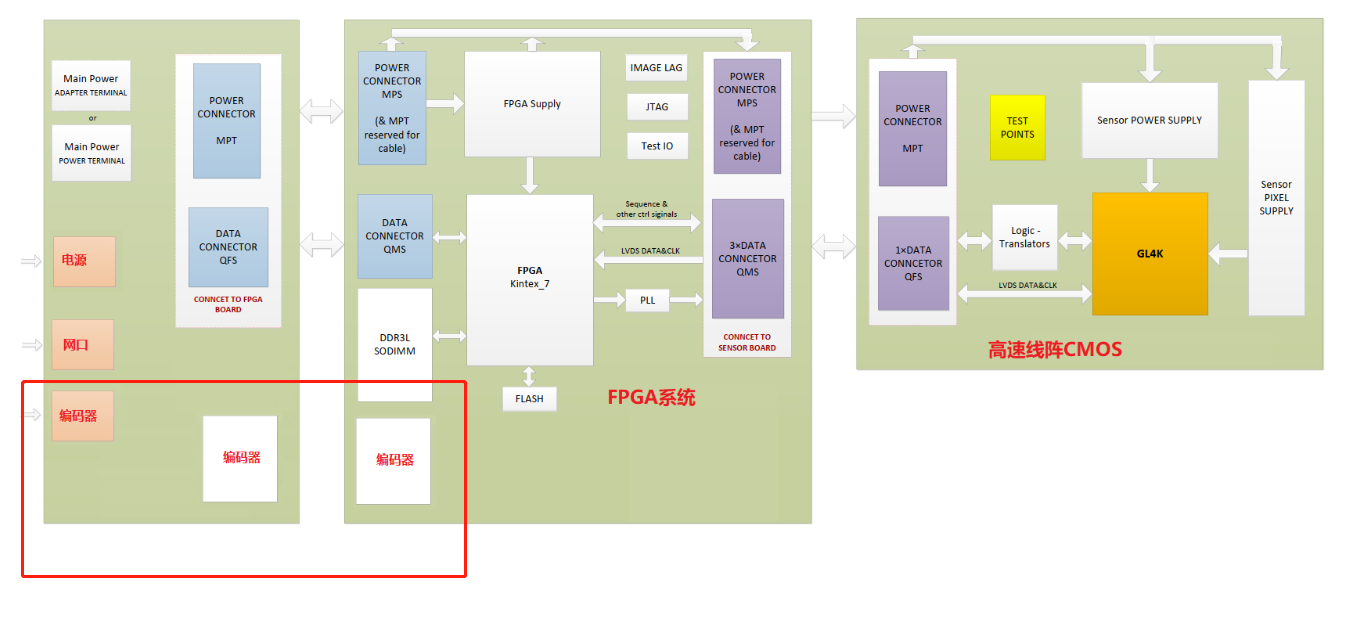 Main Power
ADAPTER TERMINAL
or
Main Power
POWER TERMINAL
电源
网口
编码器
POWER
CONNECTOR
MPT
DATA
CONNECTOR
QFS
CONNCET TO FPGA
BOARD
编码器
POWER
CONNECTOR
MPS
(& MPT
reserved for
cable)
DATA
CONNECTOR
QMS
DDR3L
SODIMM
编码器
FPGA Supply
FPGA
Kintex_7
FLASH
IMAGE LAG
JTAG
Test IO
Sequence &
other ctrl siginals
LVDS DATA&CLK
PLL
POWER
CONNECTOR
MPS
(& MPT
reserved for
cable)
3×DATA
CONNCETOR
QMS
CONNCET TO
SENSOR BOARD
FPGA系统
POWER
CONNECTOR
MPT
1×DATA
CONNCETOR
QFS
TEST
POINTS
Logic -
Translators
LVDS DATA&CLK
Sensor POWER SUPPLY
GL4K
Sensor
PIXEL
SUPPLY
高速线阵CMOS